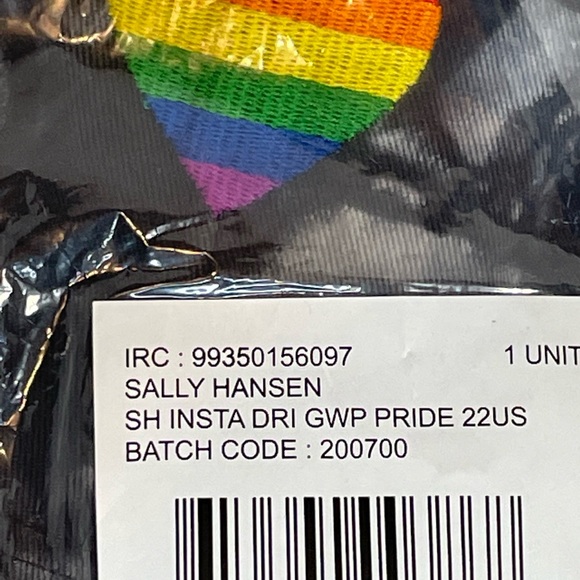 IRC : 99350156097 1 UNIT
SALLY HANSEN
SH INSTA DRI GWP PRIDE 22US
BATCH CODE : 200700